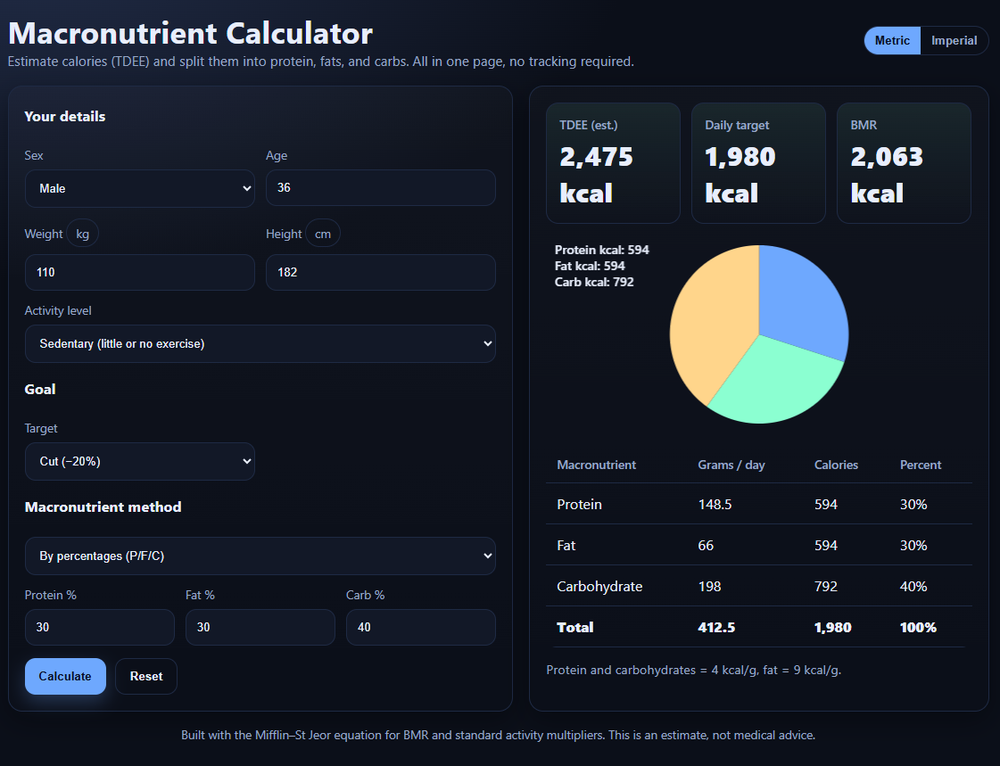 Macronutrient Calculator
Estimate calories (TDEE) and split them into protein, fats, and carbs. All in one page, no tracking required.
Metric Imperial
Your details
Sex Age
Male 36
Weight kg Height cm
110 182
Activity level
Sedentary (little or no exercise)
Goal
Target
Cut (−20%)
Macronutrient method
By percentages (P/F/C)
Protein % Fat % Carb %
30 30 40
Calculate Reset
TDEE (est.) Daily target BMR
2,475 1,980 2,063
kcal kcal kcal
Protein kcal: 594
Fat kcal: 594
Carb kcal: 792
Macronutrient Grams / day Calories Percent
Protein 148.5 594 30%
Fat 66 594 30%
Carbohydrate 198 792 40%
Total 412.5 1,980 100%
Protein and carbohydrates = 4 kcal/g, fat = 9 kcal/g.
Built with the Mifflin–St Jeor equation for BMR and standard activity multipliers. This is an estimate, not medical advice.